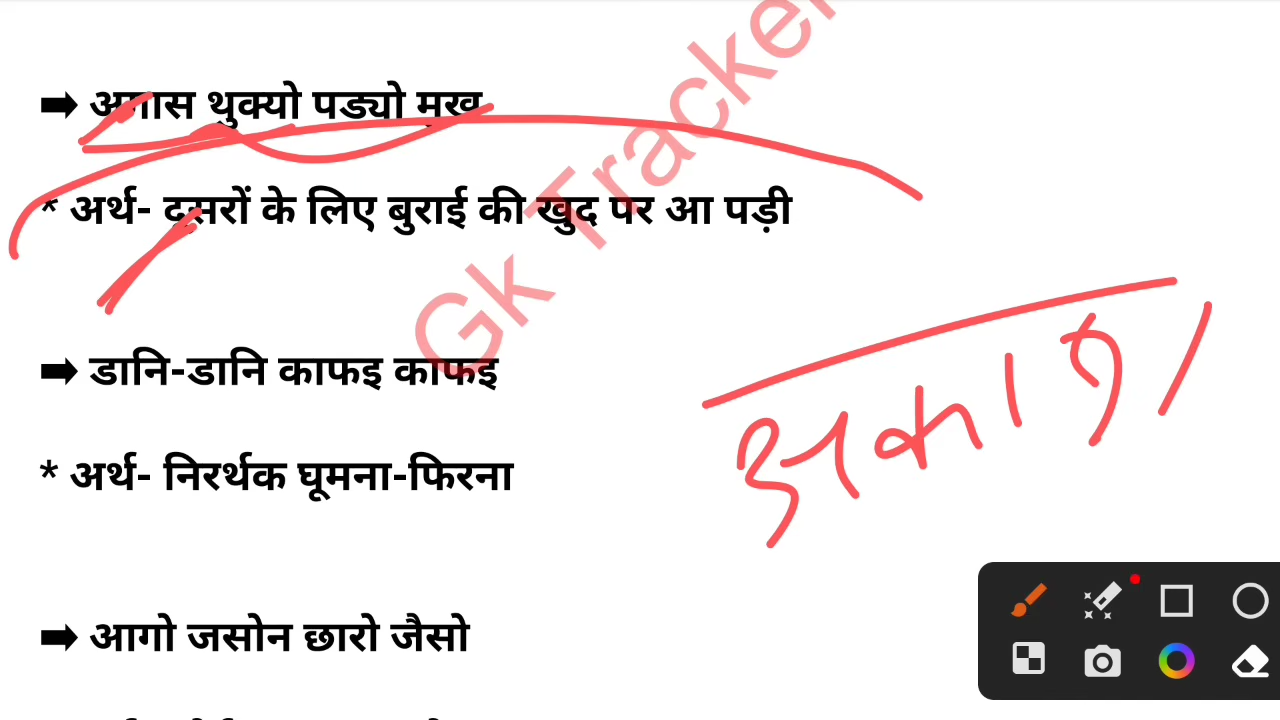 ➡ अगास थुक्यो पड्यो मुख
* अर्थ- दूसरों के लिए बुराई की खुद पर आ पड़ी
Gk Tracker
➡ डानि-डानि काफइ काफइ
* अर्थ- निरर्थक घूमना-फिरना
➡ आगो जसोन छारो जैसो